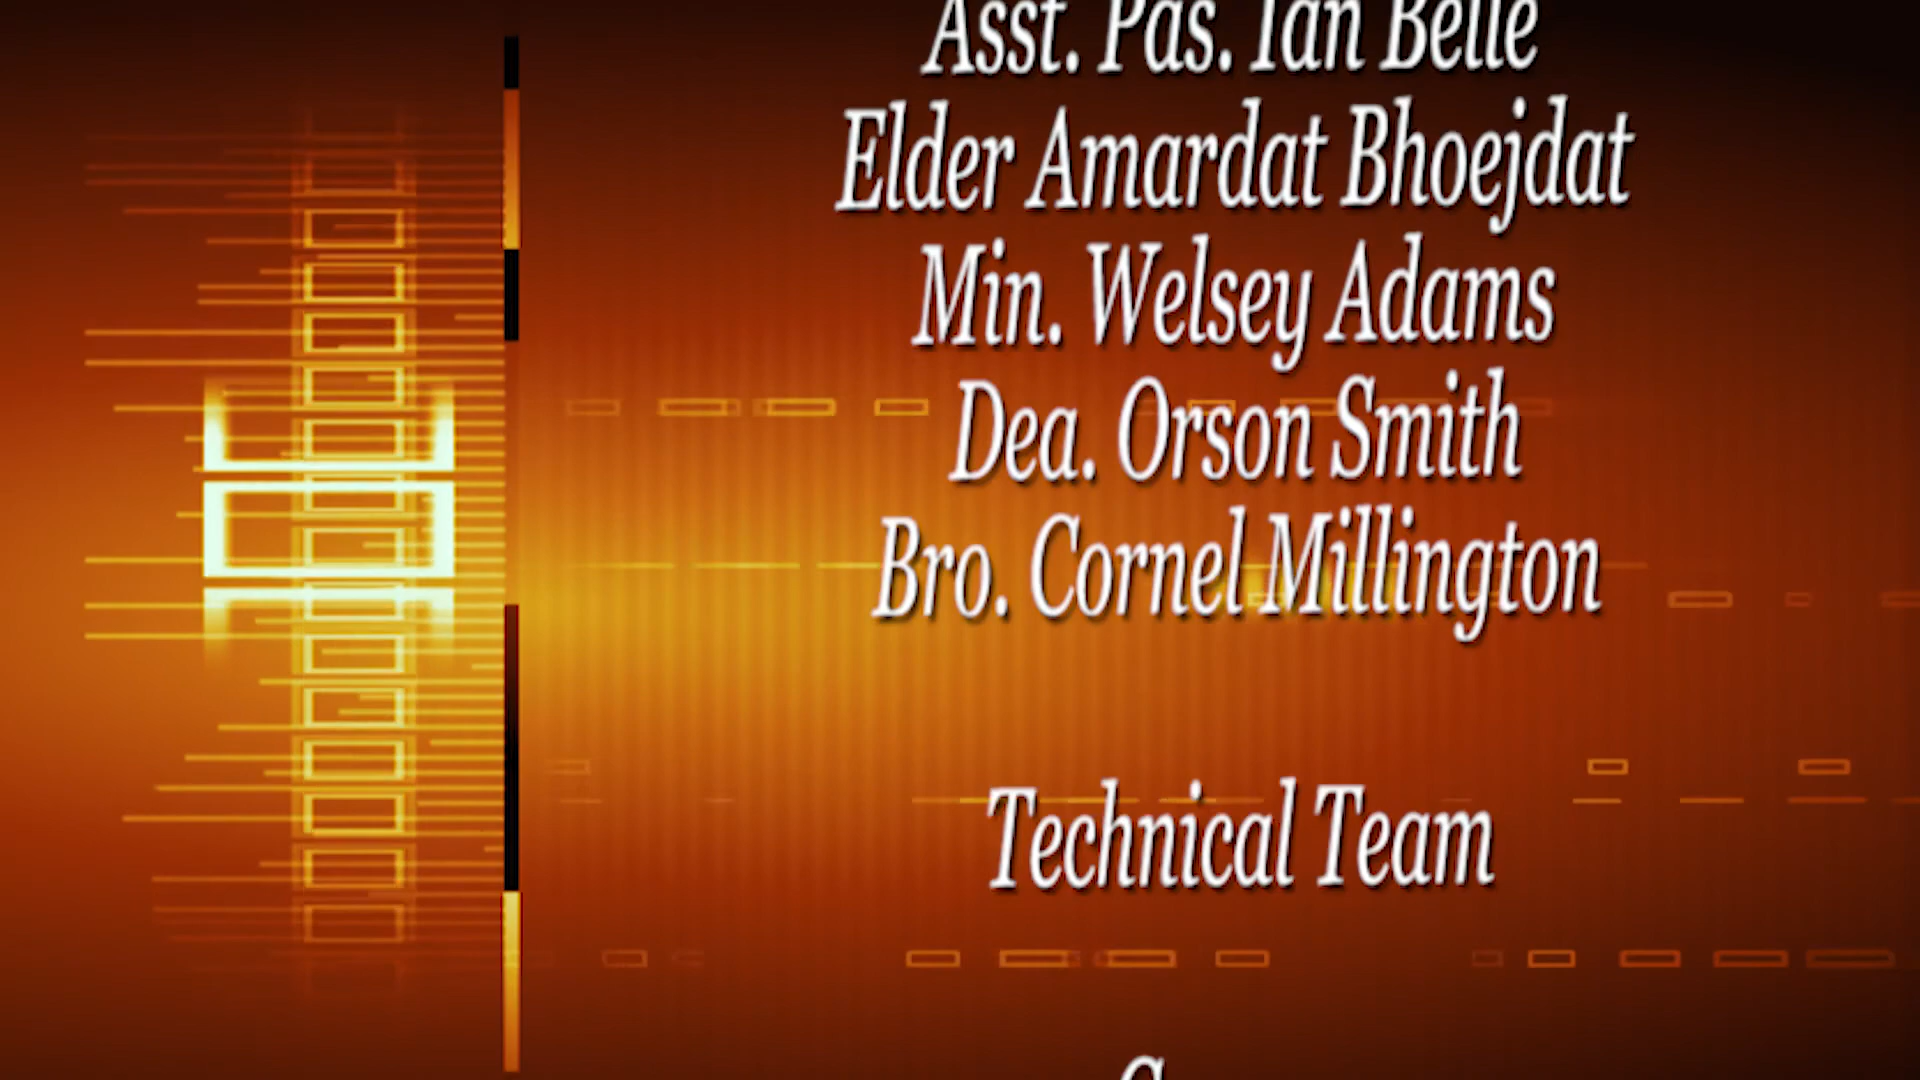 Asst. Pas. Ian Belle
Elder Amardat Bhoejdat
Min. Welsey Adams
Dea. Orson Smith
Bro. Cornel Millington
Technical Team